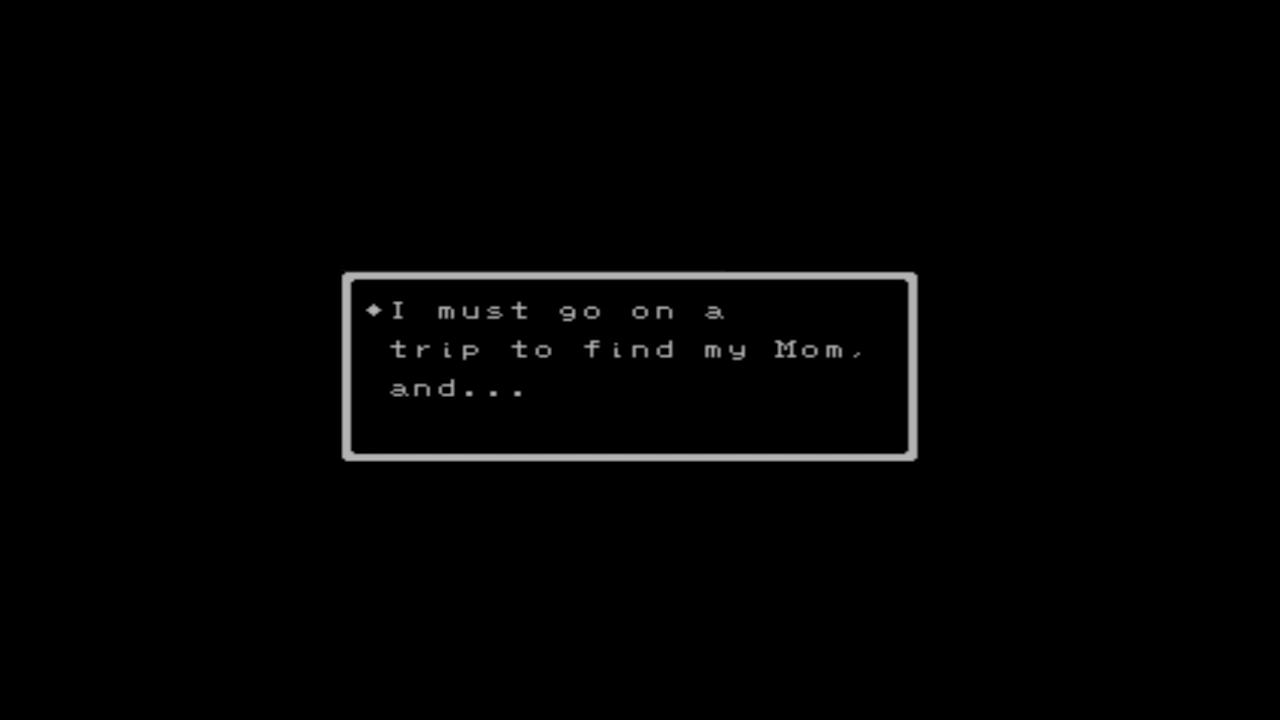 ◆I must go on a
trip to find my Mom,
and...